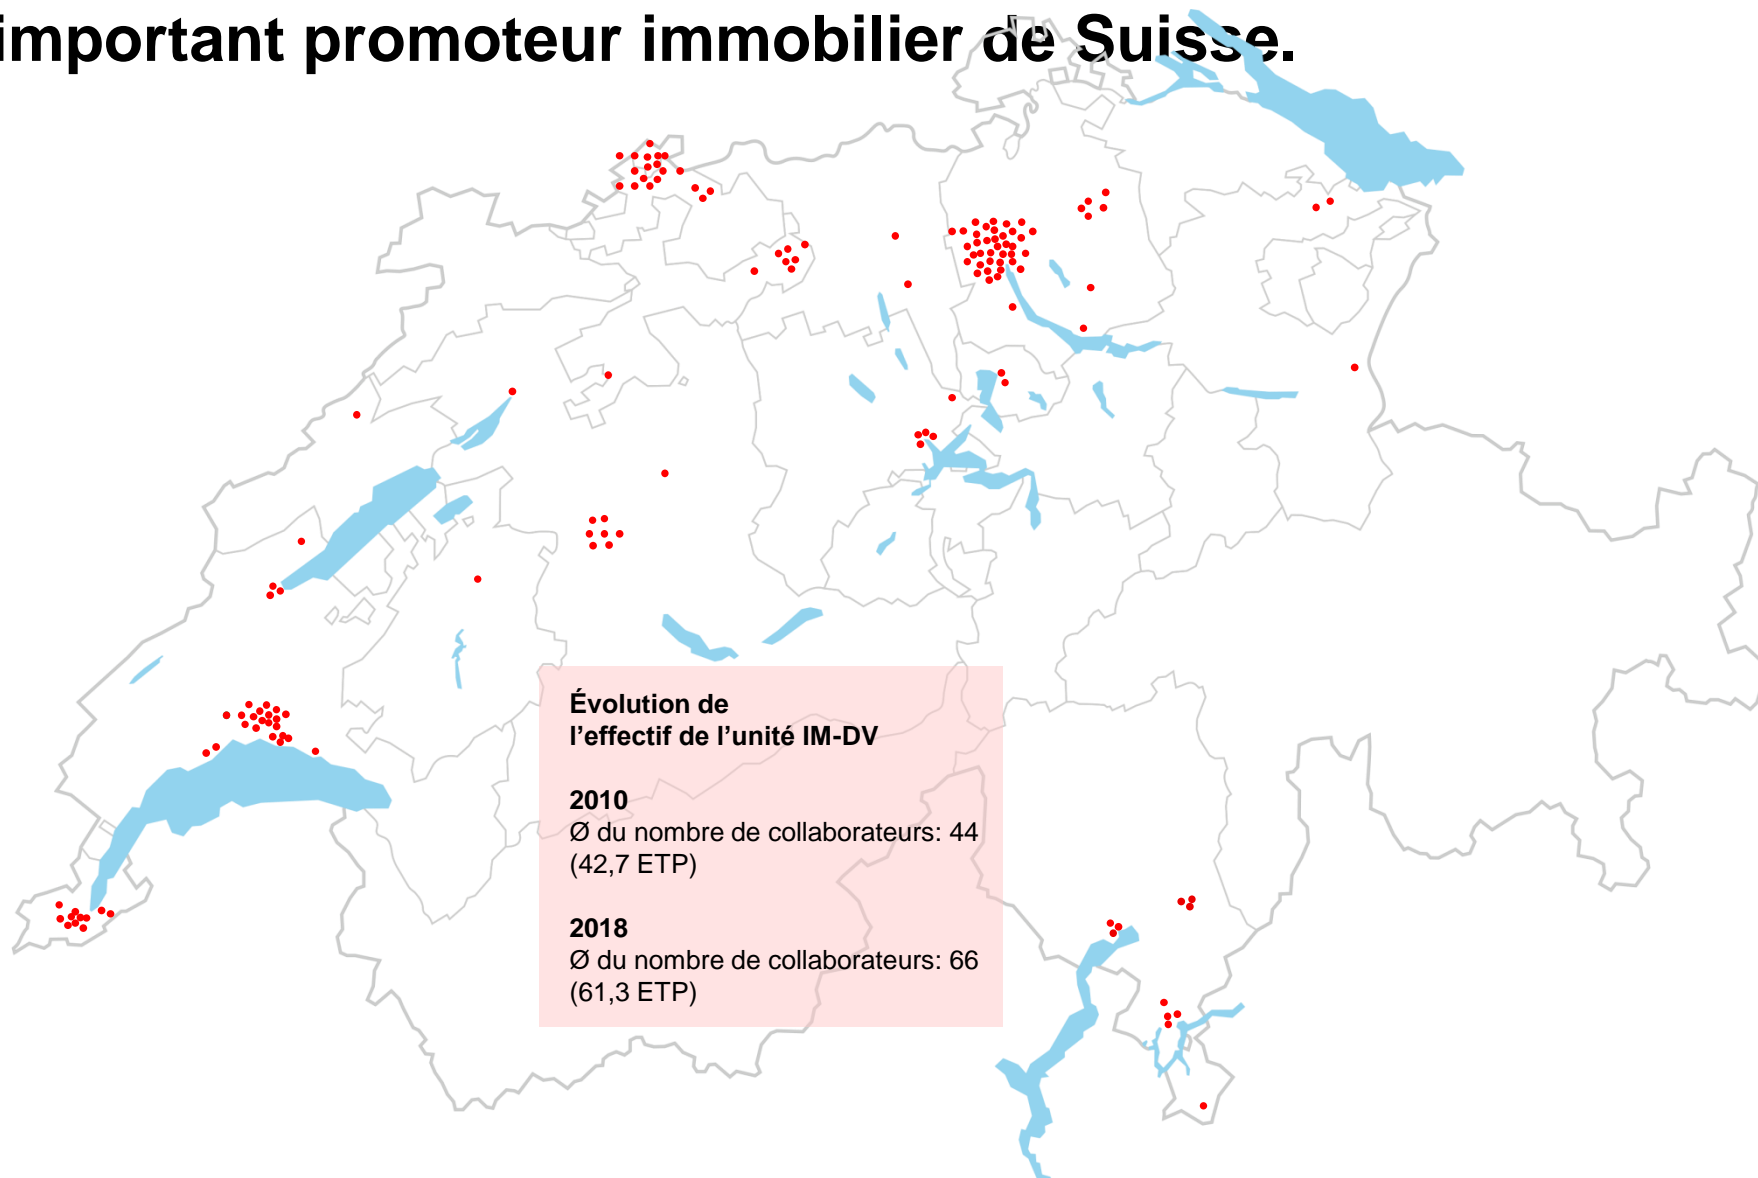 important promoteur immobilier de Suisse.
Évolution de
l’effectif de l’unité IM-DV
2010
Ø du nombre de collaborateurs: 44
(42,7 ETP)
2018
Ø du nombre de collaborateurs: 66
(61,3 ETP)